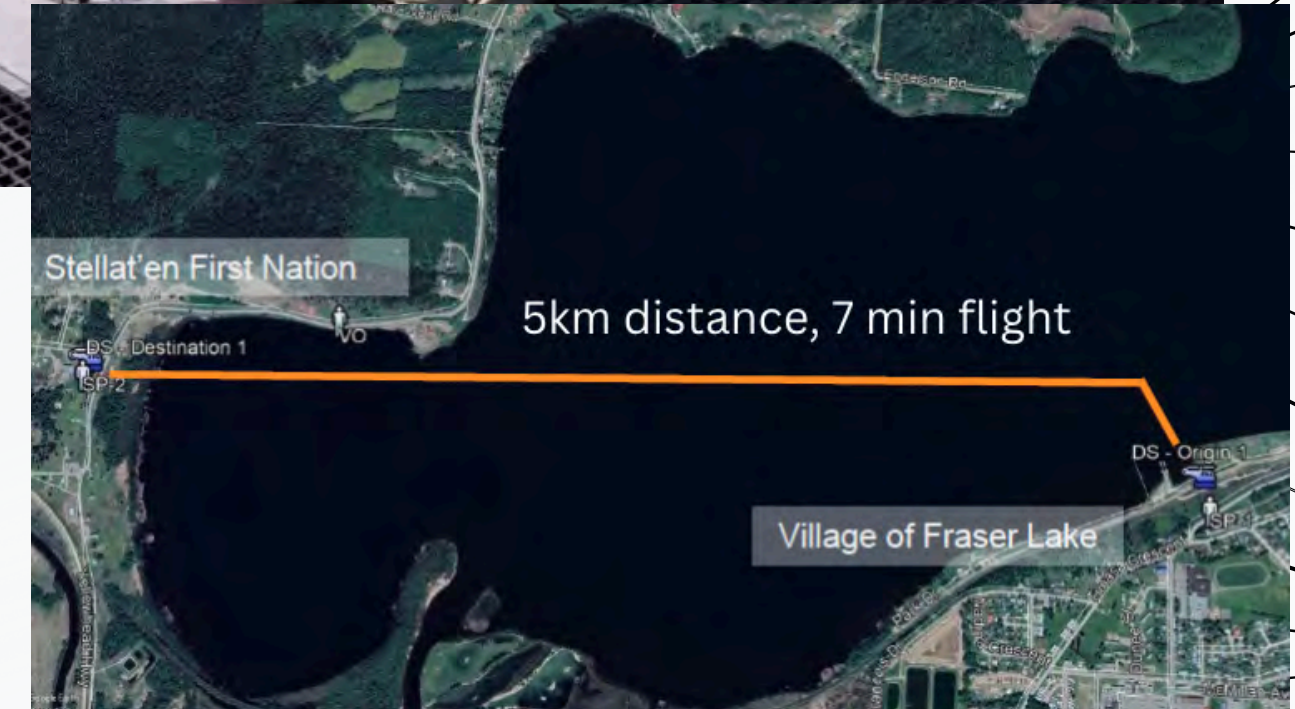 Endelson Rd
Stellat'en First Nation
VO
5km distance, 7 min flight
DS - Destination 1
SP-2
DS - Origin 1
SP-1
Village of Fraser Lake